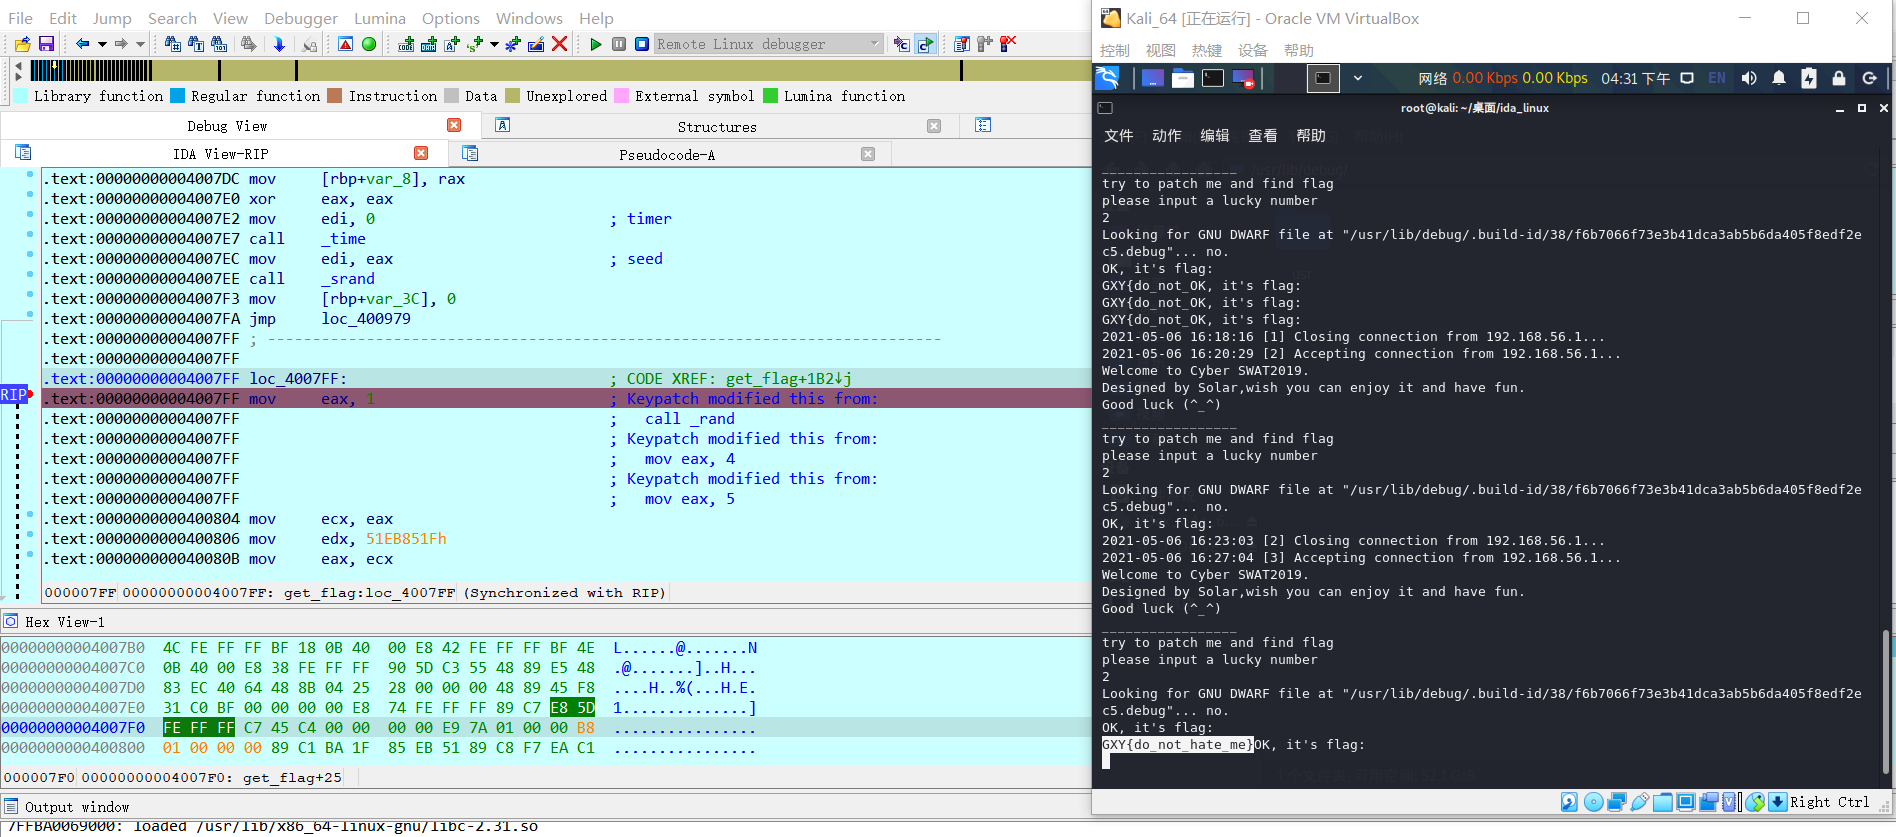 File Edit Jump Search View Debugger Lumina Options Windows Help
Remote Linux debugger
Library function Regular function Instruction Data Unexplored External symbol Lumina function
Debug View
Structures
IDA View-RIP
Pseudocode-A
.text:00000000004007DC mov [rbp+var_8], rax
.text:00000000004007E0 xor eax, eax
.text:00000000004007E2 mov edi, 0 ; timer
.text:00000000004007E7 call _time
.text:00000000004007EC mov edi, eax ; seed
.text:00000000004007EE call _srand
.text:00000000004007F3 mov [rbp+var_3C], 0
.text:00000000004007FA jmp loc_400979
.text:00000000004007FF ; ---------------------------------------------------------------------------
.text:00000000004007FF
.text:00000000004007FF loc_4007FF: ; CODE XREF: get_flag+1B2↓j
RIP
.text:00000000004007FF mov eax, 1 ; Keypatch modified this from:
.text:00000000004007FF ; call _rand
.text:00000000004007FF ; Keypatch modified this from:
.text:00000000004007FF ; mov eax, 4
.text:00000000004007FF ; Keypatch modified this from:
.text:00000000004007FF ; mov eax, 5
.text:0000000000400804 mov ecx, eax
.text:0000000000400806 mov edx, 51EB851Fh
.text:000000000040080B mov eax, ecx
000007FF 00000000004007FF: get_flag:loc_4007FF (Synchronized with RIP)
Hex View-1
00000000004007B0 4C FE FF FF BF 18 0B 40 00 E8 42 FE FF FF BF 4E L......@.......N
00000000004007C0 0B 40 00 E8 38 FE FF FF 90 5D C3 55 48 89 E5 48 .@.......]..H...
00000000004007D0 83 EC 40 64 48 8B 04 25 28 00 00 00 48 89 45 F8 ....H..%(...H.E.
00000000004007E0 31 C0 BF 00 00 00 00 E8 74 FE FF FF 89 C7 E8 5D 1..............]
00000000004007F0 FE FF FF C7 45 C4 00 00 00 00 E9 7A 01 00 00 B8 ................
0000000000400800 01 00 00 00 89 C1 BA 1F 85 EB 51 89 C8 F7 EA C1 ................
000007F0 00000000004007F0: get_flag+25
Output window
7FFBA0069000: loaded /usr/lib/x86_64-linux-gnu/libc-2.31.so
Kali_64 [正在运行] - Oracle VM VirtualBox
控制 视图 热键 设备 帮助
网络 0.00 Kbps 0.00 Kbps 04:31 下午 EN
root@kali: ~/桌面/ida_linux
文件 动作 编辑 查看 帮助
_________________
try to patch me and find flag
please input a lucky number
2
Looking for GNU DWARF file at "/usr/lib/debug/.build-id/38/f6b7066f73e3b41dca3ab5b6da405f8edf2e
c5.debug"... no.
OK, it's flag:
GXY{do_not_OK, it's flag:
GXY{do_not_OK, it's flag:
GXY{do_not_OK, it's flag:
2021-05-06 16:18:16 [1] Closing connection from 192.168.56.1...
2021-05-06 16:20:29 [2] Accepting connection from 192.168.56.1...
Welcome to Cyber SWAT2019.
Designed by Solar,wish you can enjoy it and have fun.
Good luck (^_^)
_________________
try to patch me and find flag
please input a lucky number
2
Looking for GNU DWARF file at "/usr/lib/debug/.build-id/38/f6b7066f73e3b41dca3ab5b6da405f8edf2e
c5.debug"... no.
OK, it's flag:
2021-05-06 16:23:03 [2] Closing connection from 192.168.56.1...
2021-05-06 16:27:04 [3] Accepting connection from 192.168.56.1...
Welcome to Cyber SWAT2019.
Designed by Solar,wish you can enjoy it and have fun.
Good luck (^_^)
_________________
try to patch me and find flag
please input a lucky number
2
Looking for GNU DWARF file at "/usr/lib/debug/.build-id/38/f6b7066f73e3b41dca3ab5b6da405f8edf2e
c5.debug"... no.
OK, it's flag:
GXY{do_not_hate_me}OK, it's flag:
Right Ctrl